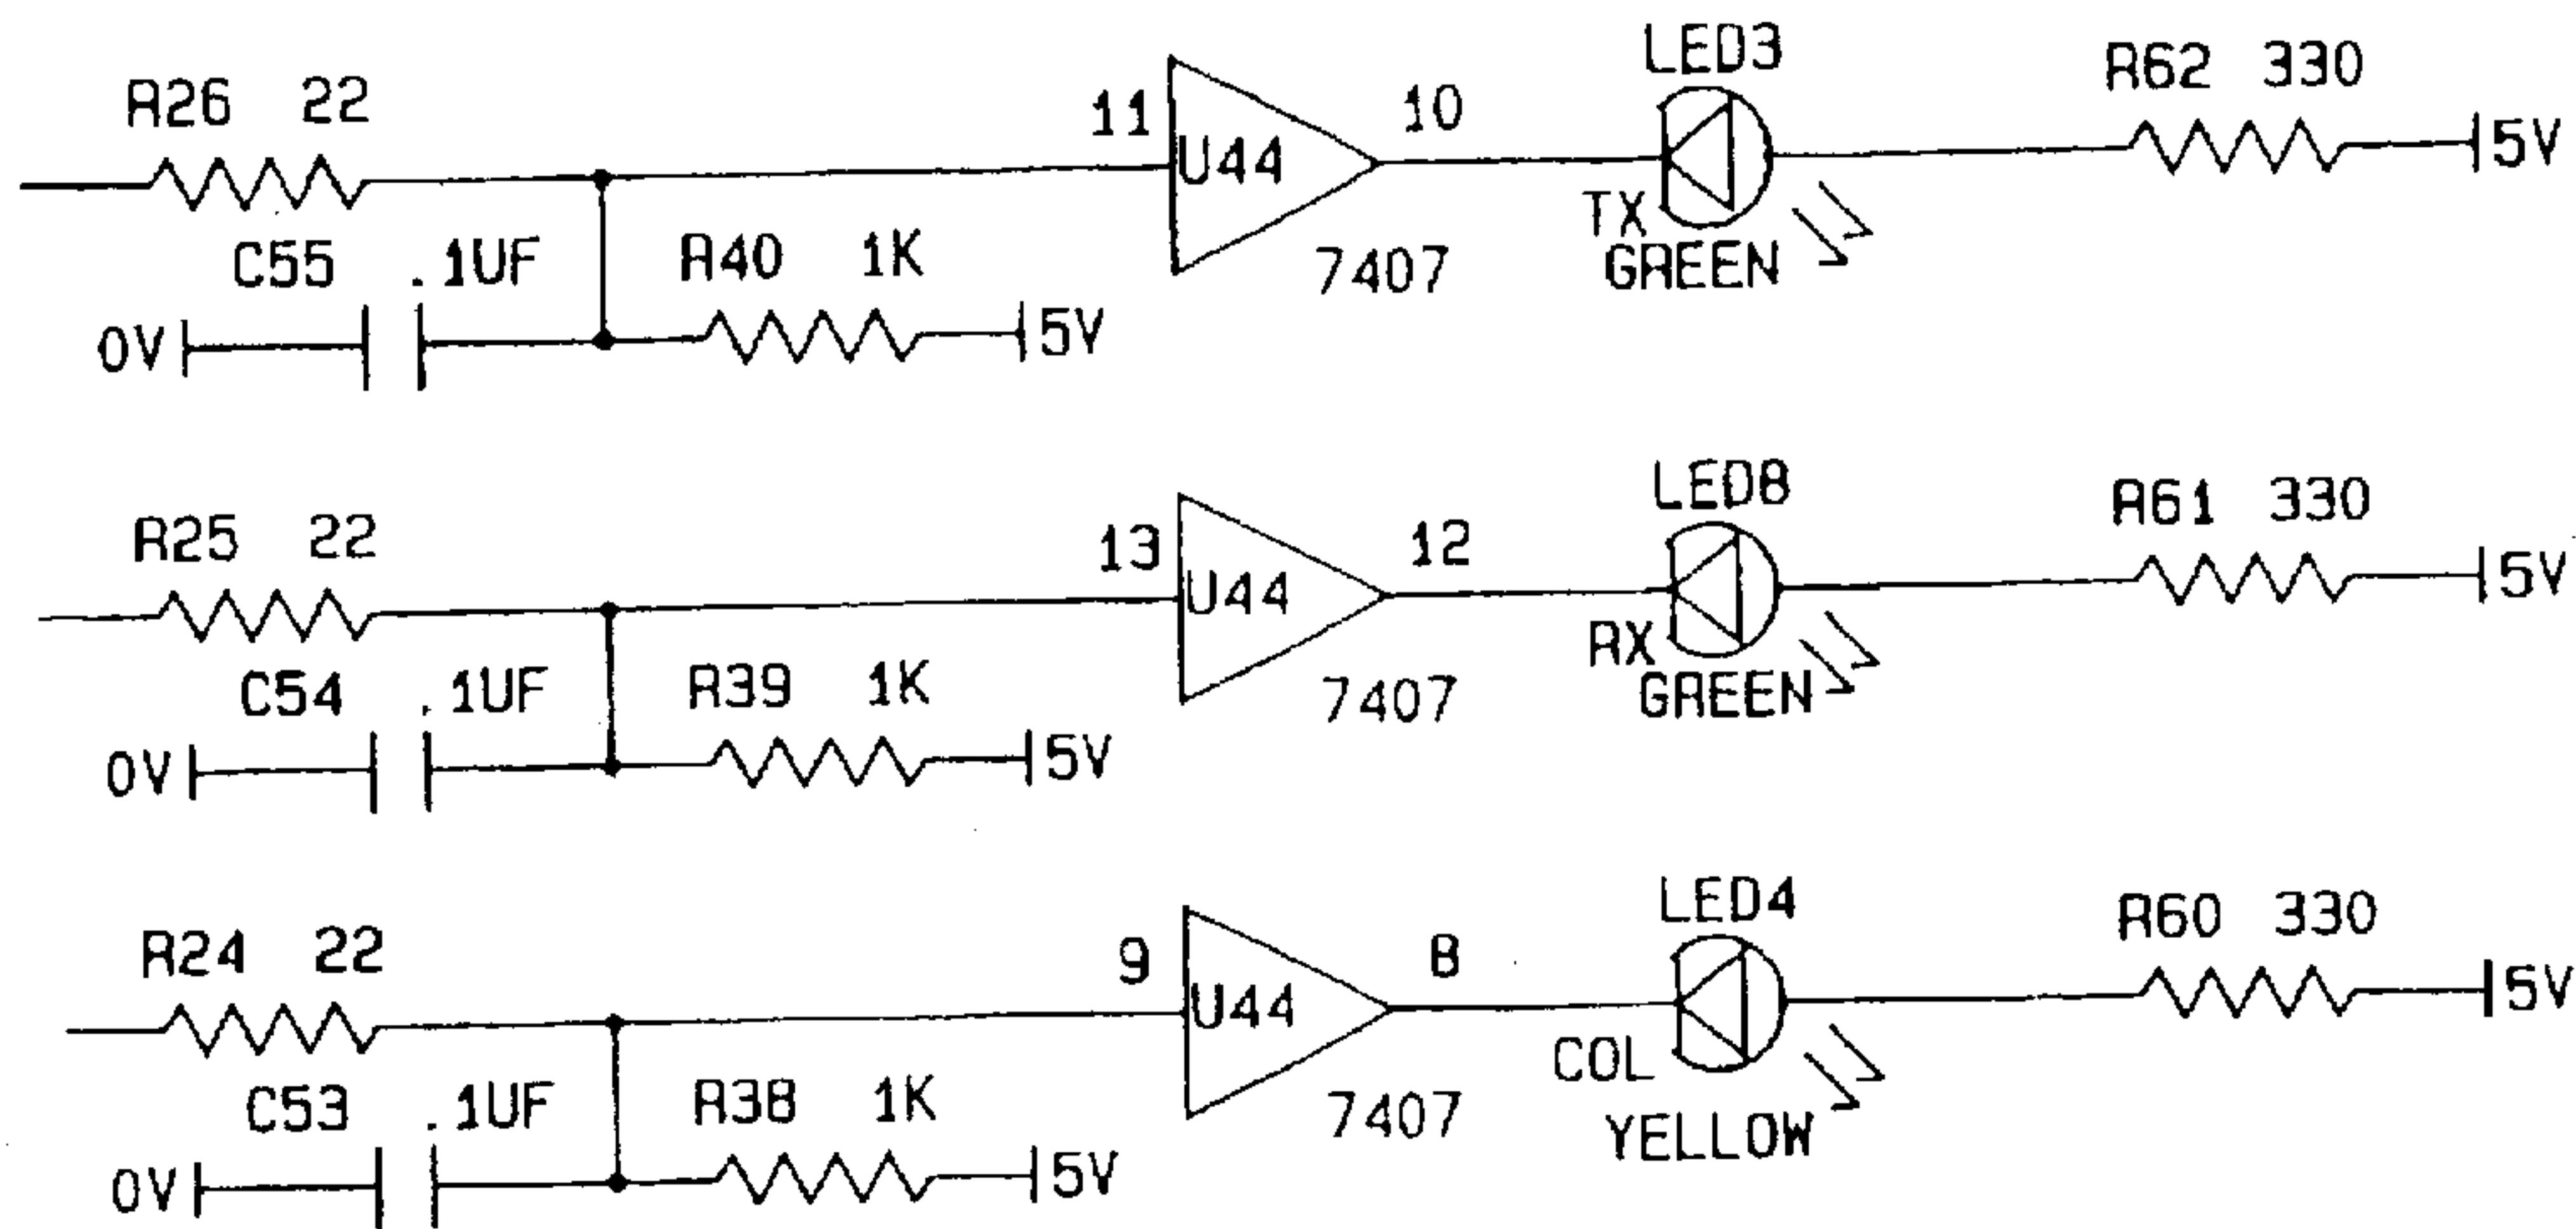 LED3
R26 22
11
U44
10
R62 330
5V
TX
GREEN
7407
C55 .1UF
R40 1K
0V
5V
LED8
R25 22
13
U44
12
R61 330
5V
RX
GREEN
7407
C54 .1UF
R39 1K
0V
5V
LED4
R24 22
9
U44
8
R60 330
5V
COL
YELLOW
7407
C53 .1UF
R38 1K
0V
5V